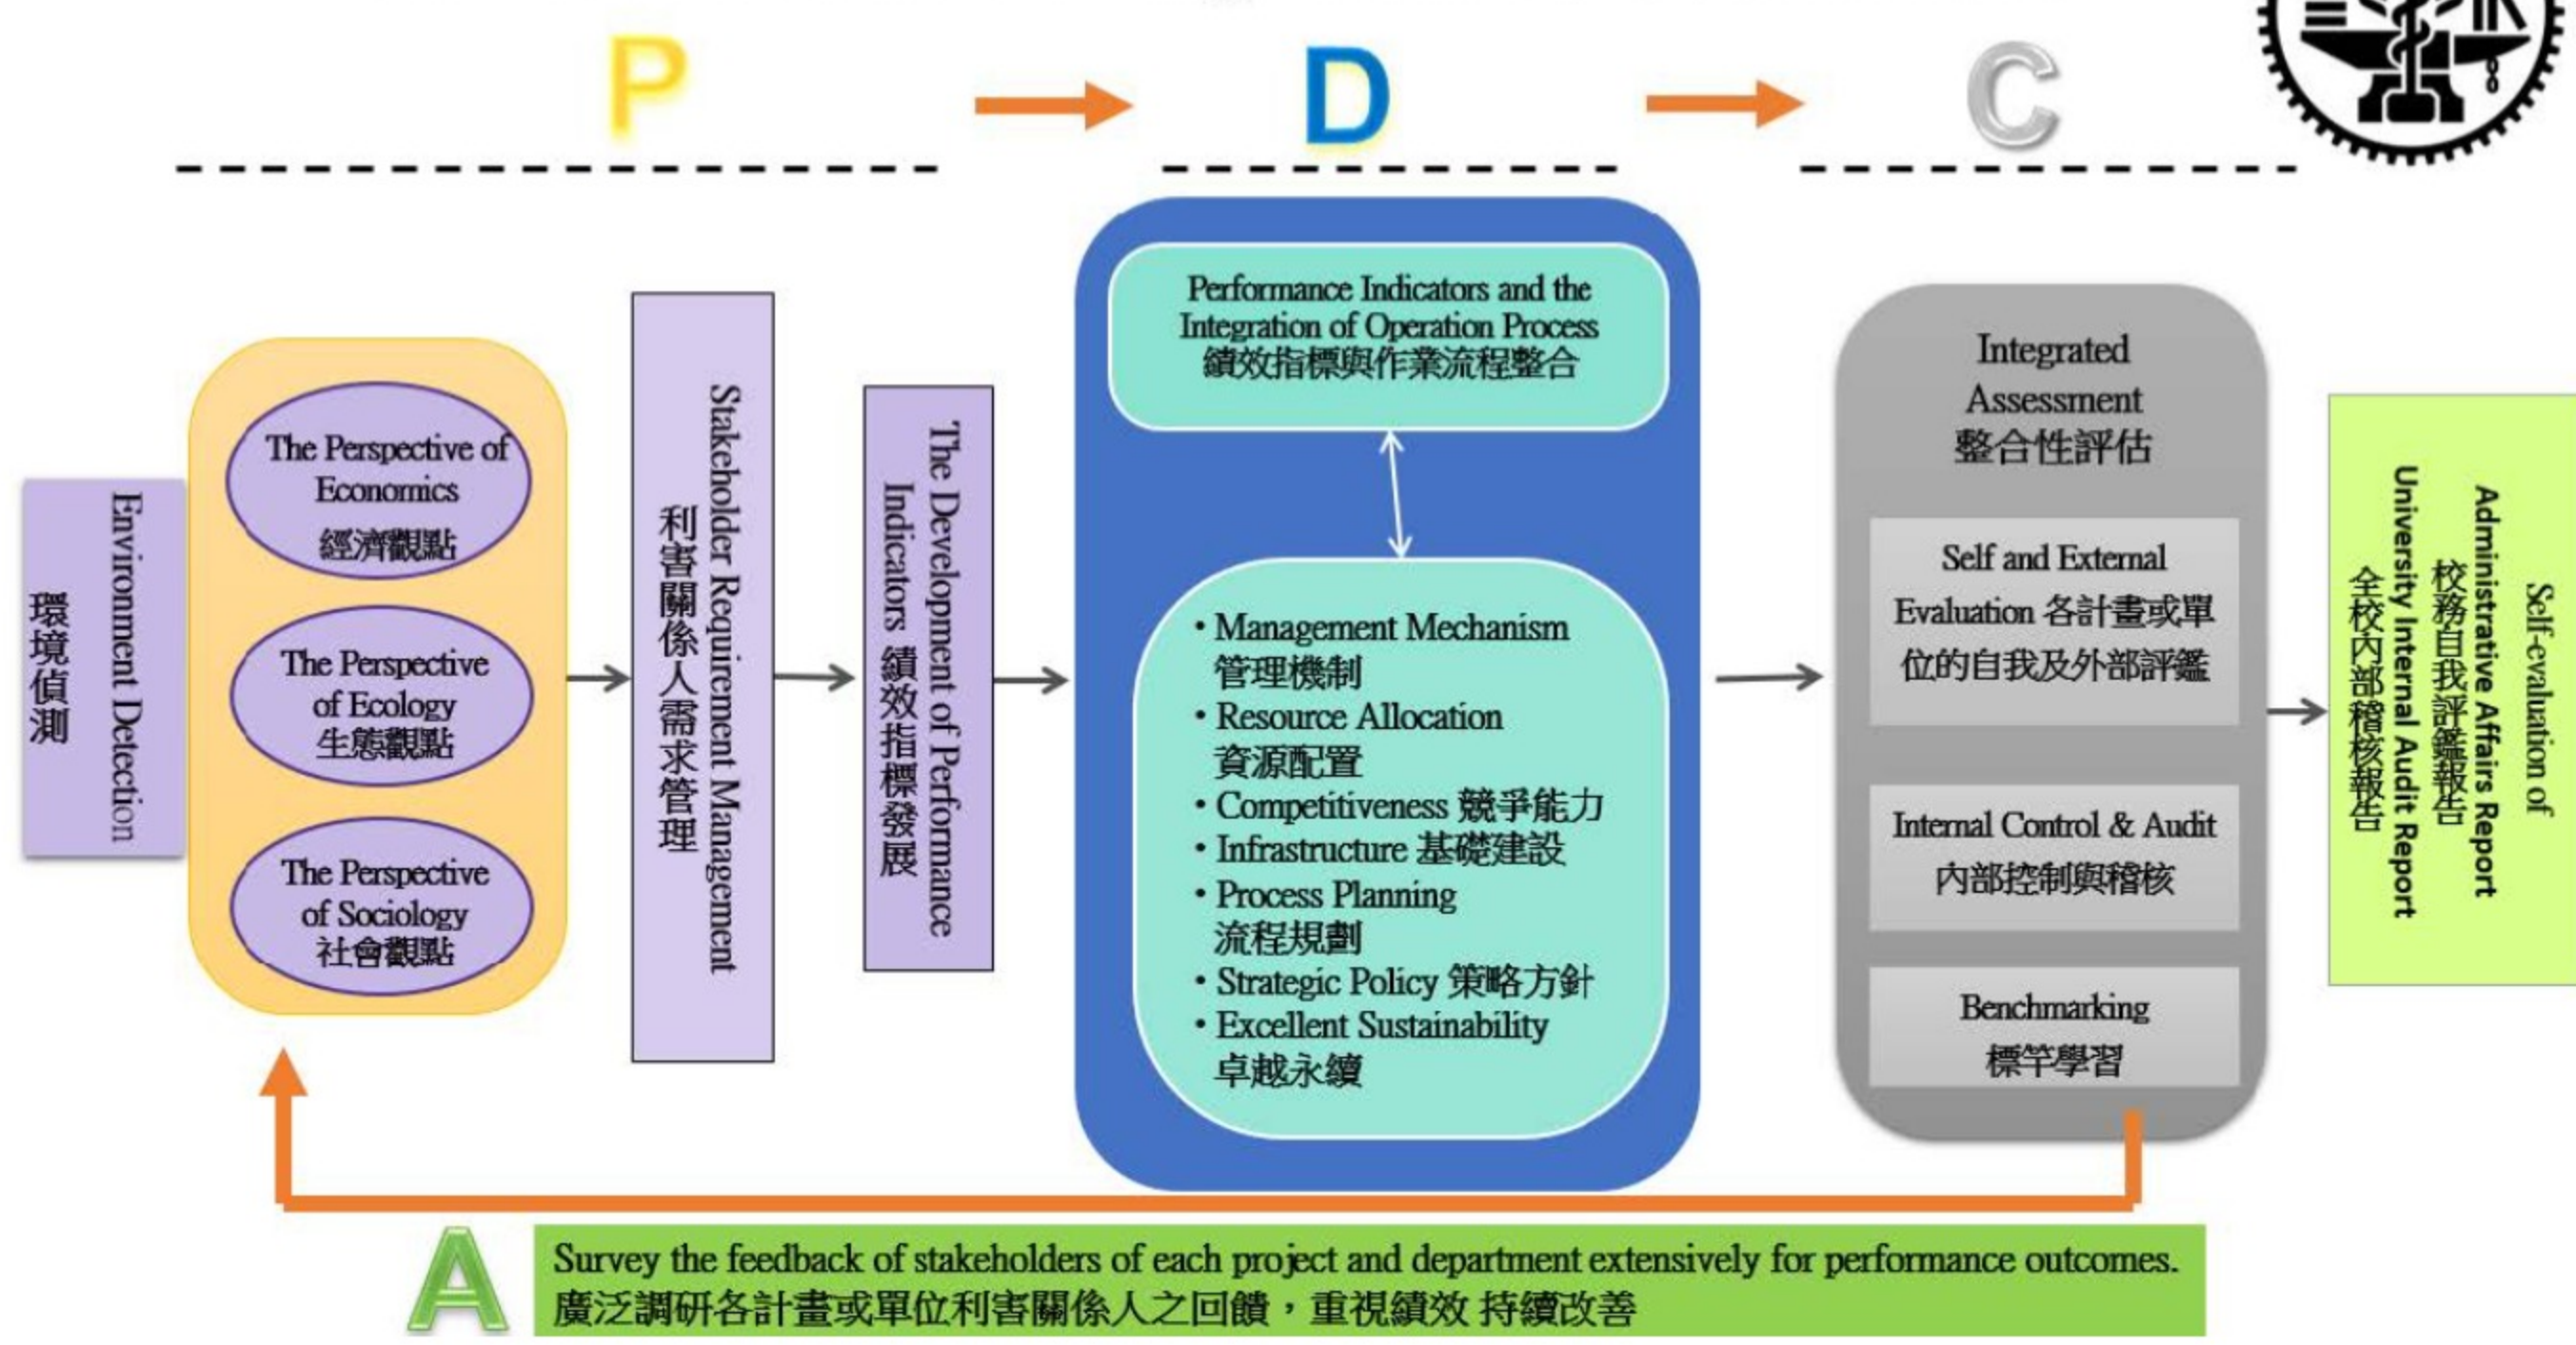 P
D
C
Environment Detection
環境偵測
The Perspective of
Economics
經濟觀點
The Perspective
of Ecology
生態觀點
The Perspective
of Sociology
社會觀點
Stakeholder Requirement Management
利害關係人需求管理
The Development of Performance
Indicators 績效指標發展
Performance Indicators and the
Integration of Operation Process
績效指標與作業流程整合
• Management Mechanism
管理機制
• Resource Allocation
資源配置
• Competitiveness 競爭能力
• Infrastructure 基礎建設
• Process Planning
流程規劃
• Strategic Policy 策略方針
• Excellent Sustainability
卓越永續
Integrated
Assessment
整合性評估
Self and External
Evaluation 各計畫或單
位的自我及外部評鑑
Internal Control & Audit
內部控制與稽核
Benchmarking
標竿學習
Self-evaluation of
Administrative Affairs Report
校務自我評鑑報告
University Internal Audit Report
全校內部稽核報告
A
Survey the feedback of stakeholders of each project and department extensively for performance outcomes.
廣泛調研各計畫或單位利害關係人之回饋，重視績效 持續改善